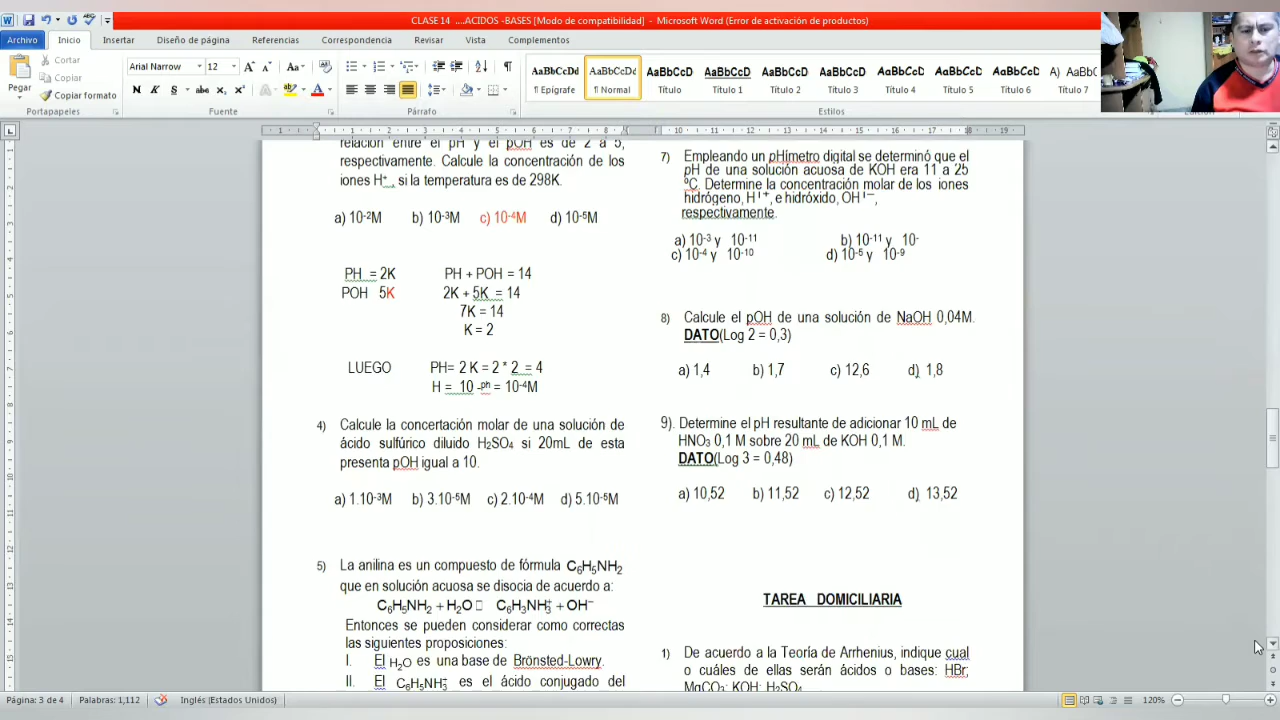 CLASE 14 ....ACIDOS -BASES [Modo de compatibilidad] - Microsoft Word (Error de activación de productos)
Archivo Inicio Insertar Diseño de página Referencias Correspondencia Revisar Vista Complementos
Pegar
Cortar
Copiar
Copiar formato
Arial Narrow 12
AaBbCcDd AaBbCcDd AaBbCcD AaBbCcD AaBbCcD AaBbCcD AaBbCcD AaBbCcD AaBbCcD A) AaBbCc
¶ Epígrafe ¶ Normal Título Título 1 Título 2 Título 3 Título 4 Título 5 Título 6 Título 7
Portapapeles Fuente Párrafo Estilos
relación entre el pH y el pOH es de 2 a 5,
respectivamente. Calcule la concentración de los
iones H⁺ , si la temperatura es de 298K.
a) 10⁻²M b) 10⁻³M c) 10⁻⁴M d) 10⁻⁵M
PH = 2K PH + POH = 14
POH 5K 2K + 5K = 14
7K = 14
K = 2
LUEGO PH= 2 K = 2 * 2 = 4
H = 10 ⁻ᵖʰ = 10⁻⁴M
4) Calcule la concertación molar de una solución de
ácido sulfúrico diluido H₂SO₄ si 20mL de esta
presenta pOH igual a 10.
a) 1.10⁻³M b) 3.10⁻⁵M c) 2.10⁻⁴M d) 5.10⁻⁵M
5) La anilina es un compuesto de fórmula C₆H₅NH₂
que en solución acuosa se disocia de acuerdo a:
C₆H₅NH₂ + H₂O C₆H₃NH₃⁺ + OH⁻
Entonces se pueden considerar como correctas
las siguientes proposiciones:
I. El H₂O es una base de Brönsted-Lowry.
II. El C₆H₅NH₃⁻ es el ácido conjugado del
7) Empleando un pHímetro digital se determinó que el
pH de una solución acuosa de KOH era 11 a 25
ºC. Determine la concentración molar de los iones
hidrógeno, H¹⁺, e hidróxido, OH¹⁻,
respectivamente.
a) 10⁻³ y 10⁻¹¹ b) 10⁻¹¹ y 10⁻
c) 10⁻⁴ y 10⁻¹⁰ d) 10⁻⁵ y 10⁻⁹
8) Calcule el pOH de una solución de NaOH 0,04M.
DATO(Log 2 = 0,3)
a) 1,4 b) 1,7 c) 12,6 d) 1,8
9). Determine el pH resultante de adicionar 10 mL de
HNO₃ 0,1 M sobre 20 mL de KOH 0,1 M.
DATO(Log 3 = 0,48)
a) 10,52 b) 11,52 c) 12,52 d) 13,52
TAREA DOMICILIARIA
1) De acuerdo a la Teoría de Arrhenius, indique cual
o cuáles de ellas serán ácidos o bases: HBr;
MgCO₃; KOH; H₂SO₄
Página: 3 de 4 Palabras: 1,112 Inglés (Estados Unidos) 120%